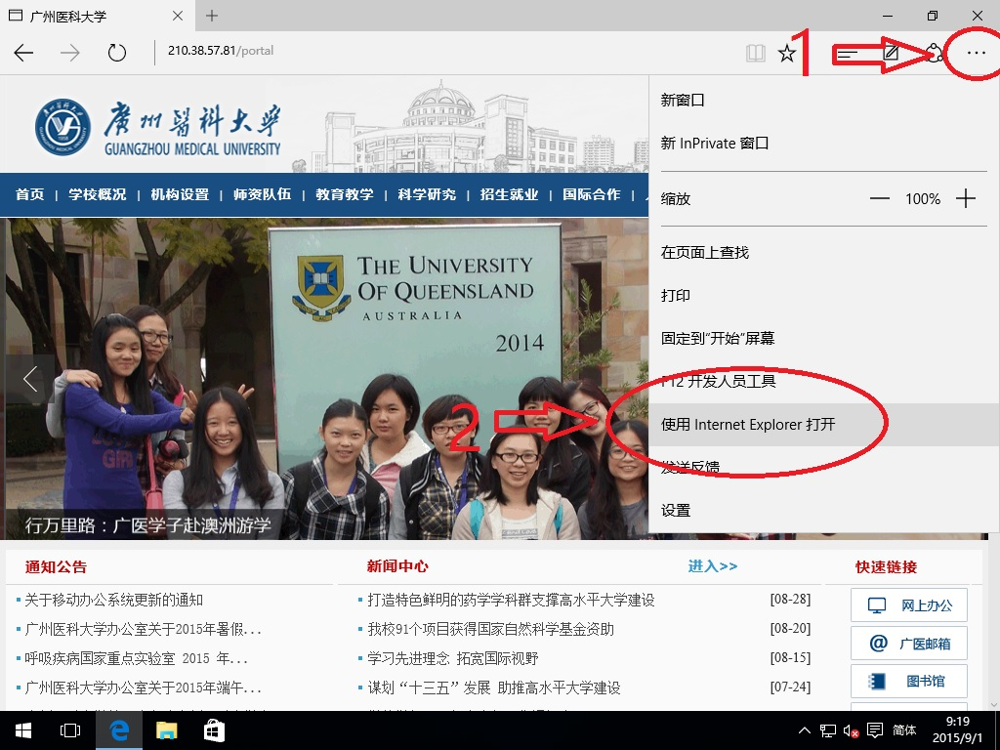 广州医科大学
210.38.57.81/portal
1
廣州醫科大學
GUANGZHOU MEDICAL UNIVERSITY
首页 | 学校概况 | 机构设置 | 师资队伍 | 教育教学 | 科学研究 | 招生就业 | 国际合作 |
新窗口
新 InPrivate 窗口
缩放
100%
在页面上查找
打印
固定到“开始”屏幕
F12 开发人员工具
使用 Internet Explorer 打开
发送反馈
设置
2
THE UNIVERSITY
OF QUEENSLAND
AUSTRALIA
2014
行万里路：广医学子赴澳洲游学
通知公告
关于移动办公系统更新的通知
广州医科大学办公室关于2015年暑假...
呼吸疾病国家重点实验室 2015 年...
广州医科大学办公室关于2015年端午...
新闻中心 进入>>
打造特色鲜明的药学学科群支撑高水平大学建设 [08-28]
我校91个项目获得国家自然科学基金资助 [08-20]
学习先进理念 拓宽国际视野 [08-15]
谋划“十三五”发展 助推高水平大学建设 [07-24]
快速链接
网上办公
广医邮箱
图书馆
简体
9:19
2015/9/1